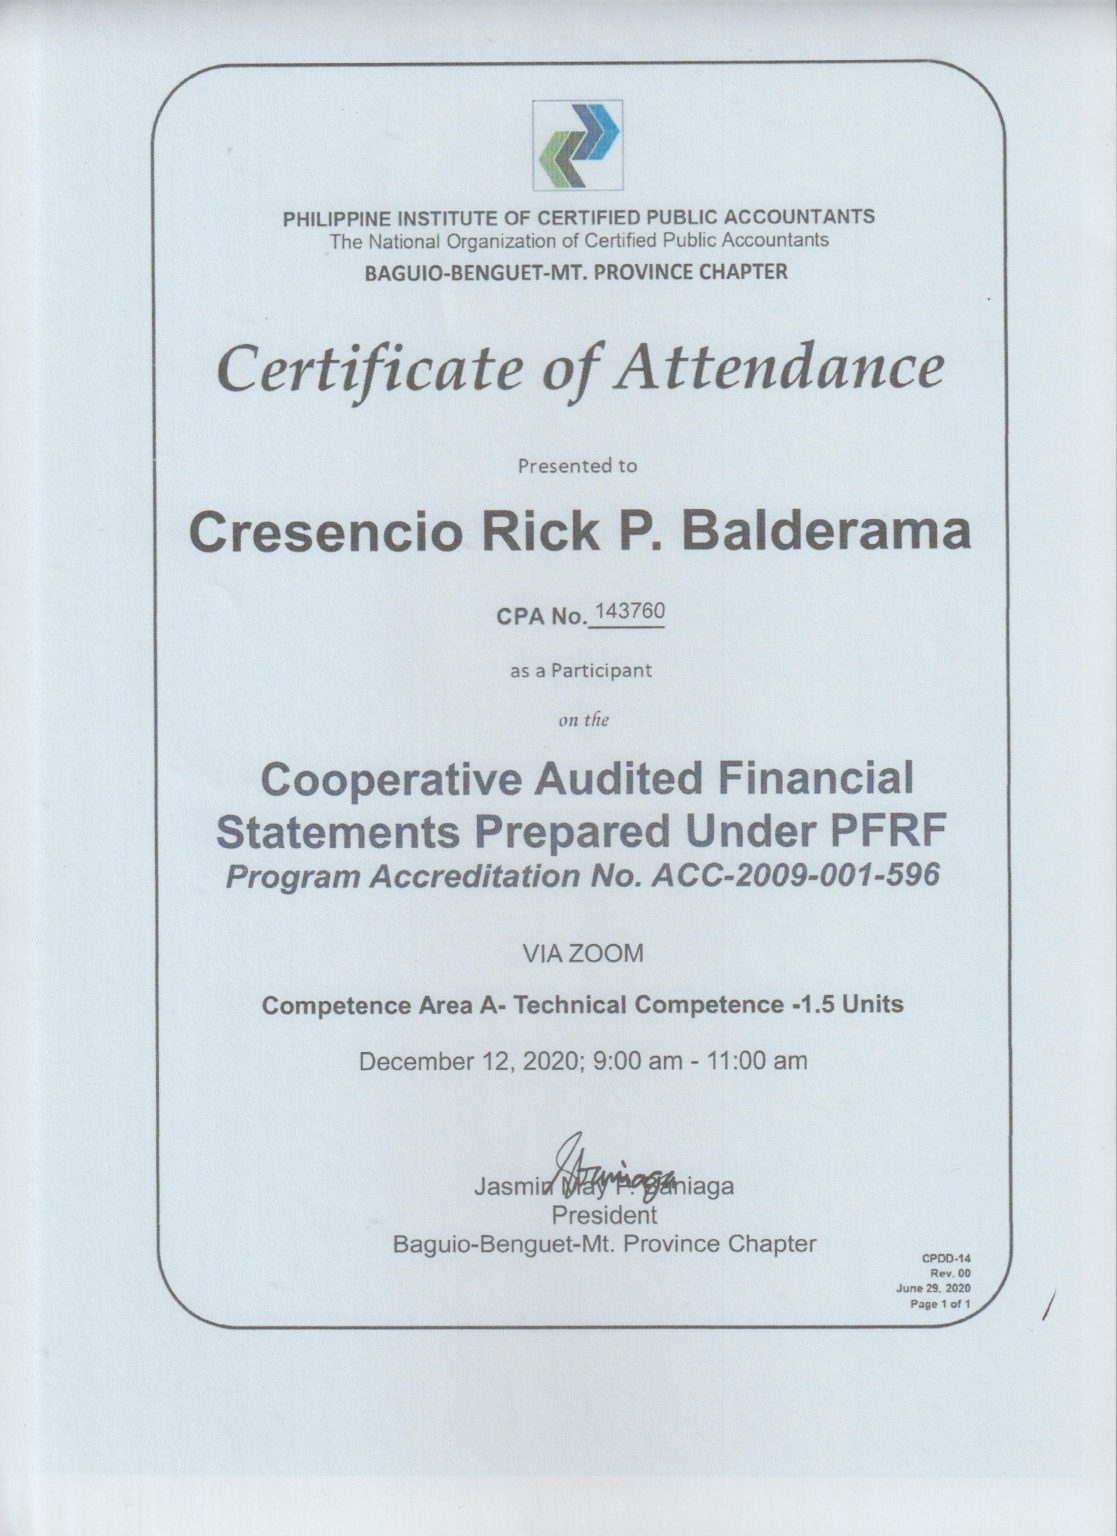 PHILIPPINE INSTITUTE OF CERTIFIED PUBLIC ACCOUNTANTS
The National Organization of Certified Public Accountants
BAGUIO-BENGUET-MT. PROVINCE CHAPTER
Certificate of Attendance
Presented to
Cresencio Rick P. Balderama
CPA No. 143760
as a Participant
on the
Cooperative Audited Financial
Statements Prepared Under PFRF
Program Accreditation No. ACC-2009-001-596
VIA ZOOM
Competence Area A- Technical Competence -1.5 Units
December 12, 2020; 9:00 am - 11:00 am
Jasmin May P.
President
Baguio-Benguet-Mt. Province Chapter
CPDD-14
Rev. 00
June 29, 2020
Page 1 of 1